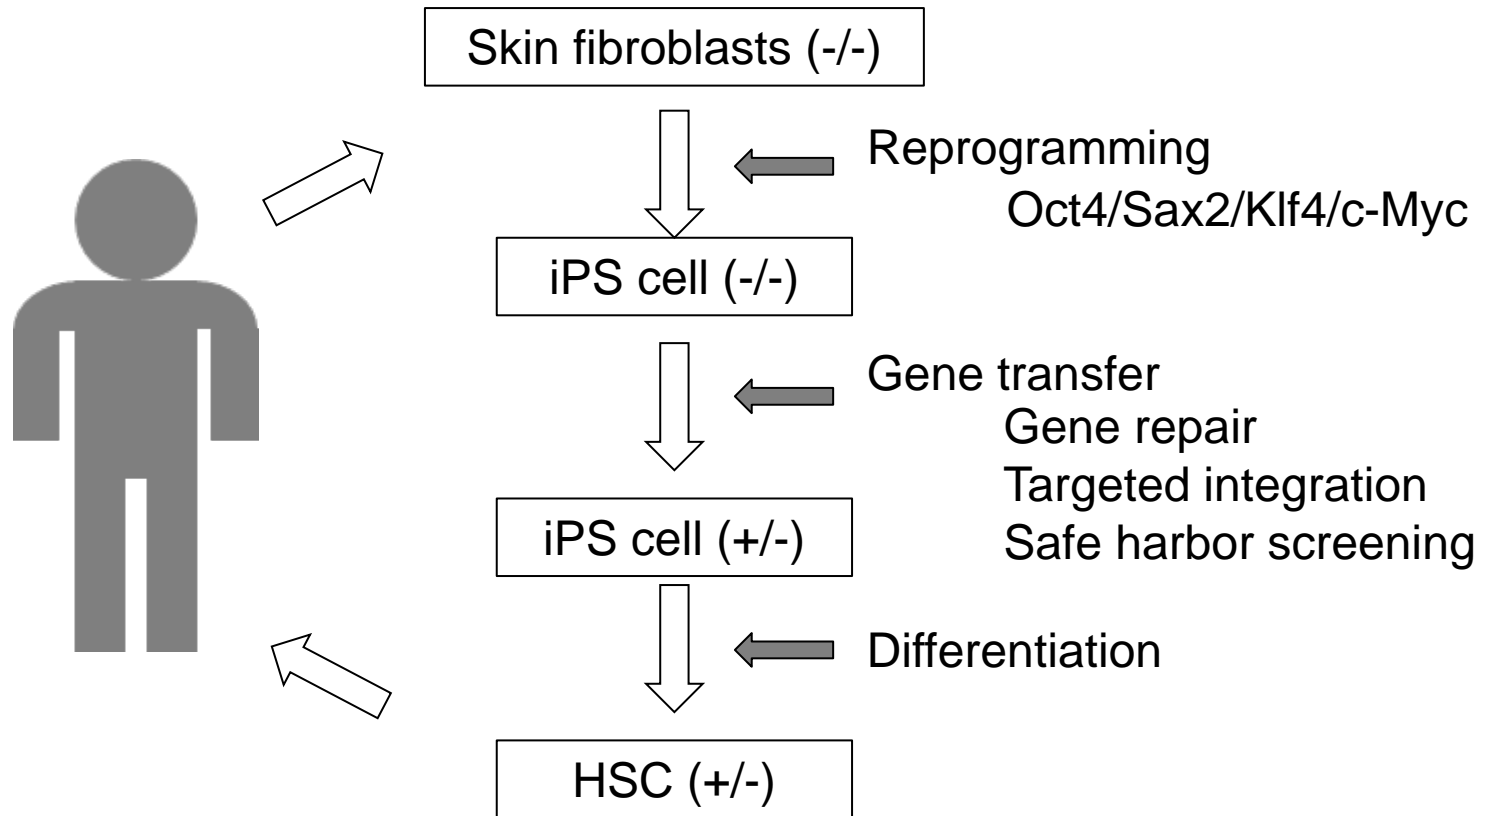 Skin fibroblasts (-/-)
Reprogramming
Oct4/Sax2/Klf4/c-Myc
iPS cell (-/-)
Gene transfer
Gene repair
Targeted integration
Safe harbor screening
iPS cell (+/-)
Differentiation
HSC (+/-)